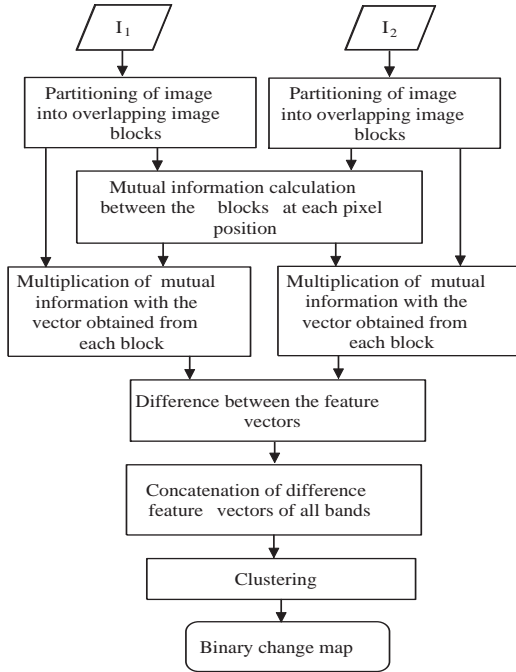 I1
I2
Partitioning of image
into overlapping image
blocks
Partitioning of image
into overlapping image
blocks
Mutual information calculation
between the blocks at each pixel
position
Multiplication of mutual
information with the
vector obtained from
each block
Multiplication of mutual
information with the
vector obtained from
each block
Difference between the feature
vectors
Concatenation of difference
feature vectors of all bands
Clustering
Binary change map